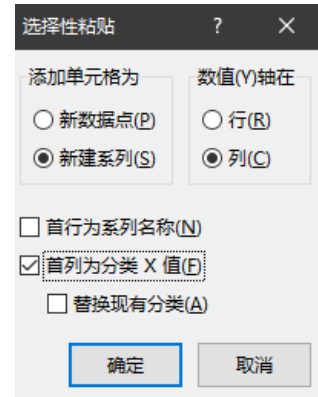 选择性粘贴 ?
添加单元格为 数值(Y)轴在
新数据点(P) 行(R)
新建系列(S) 列(C)
首行为系列名称(N)
首列为分类 X 值(F)
替换现有分类(A)
确定 取消